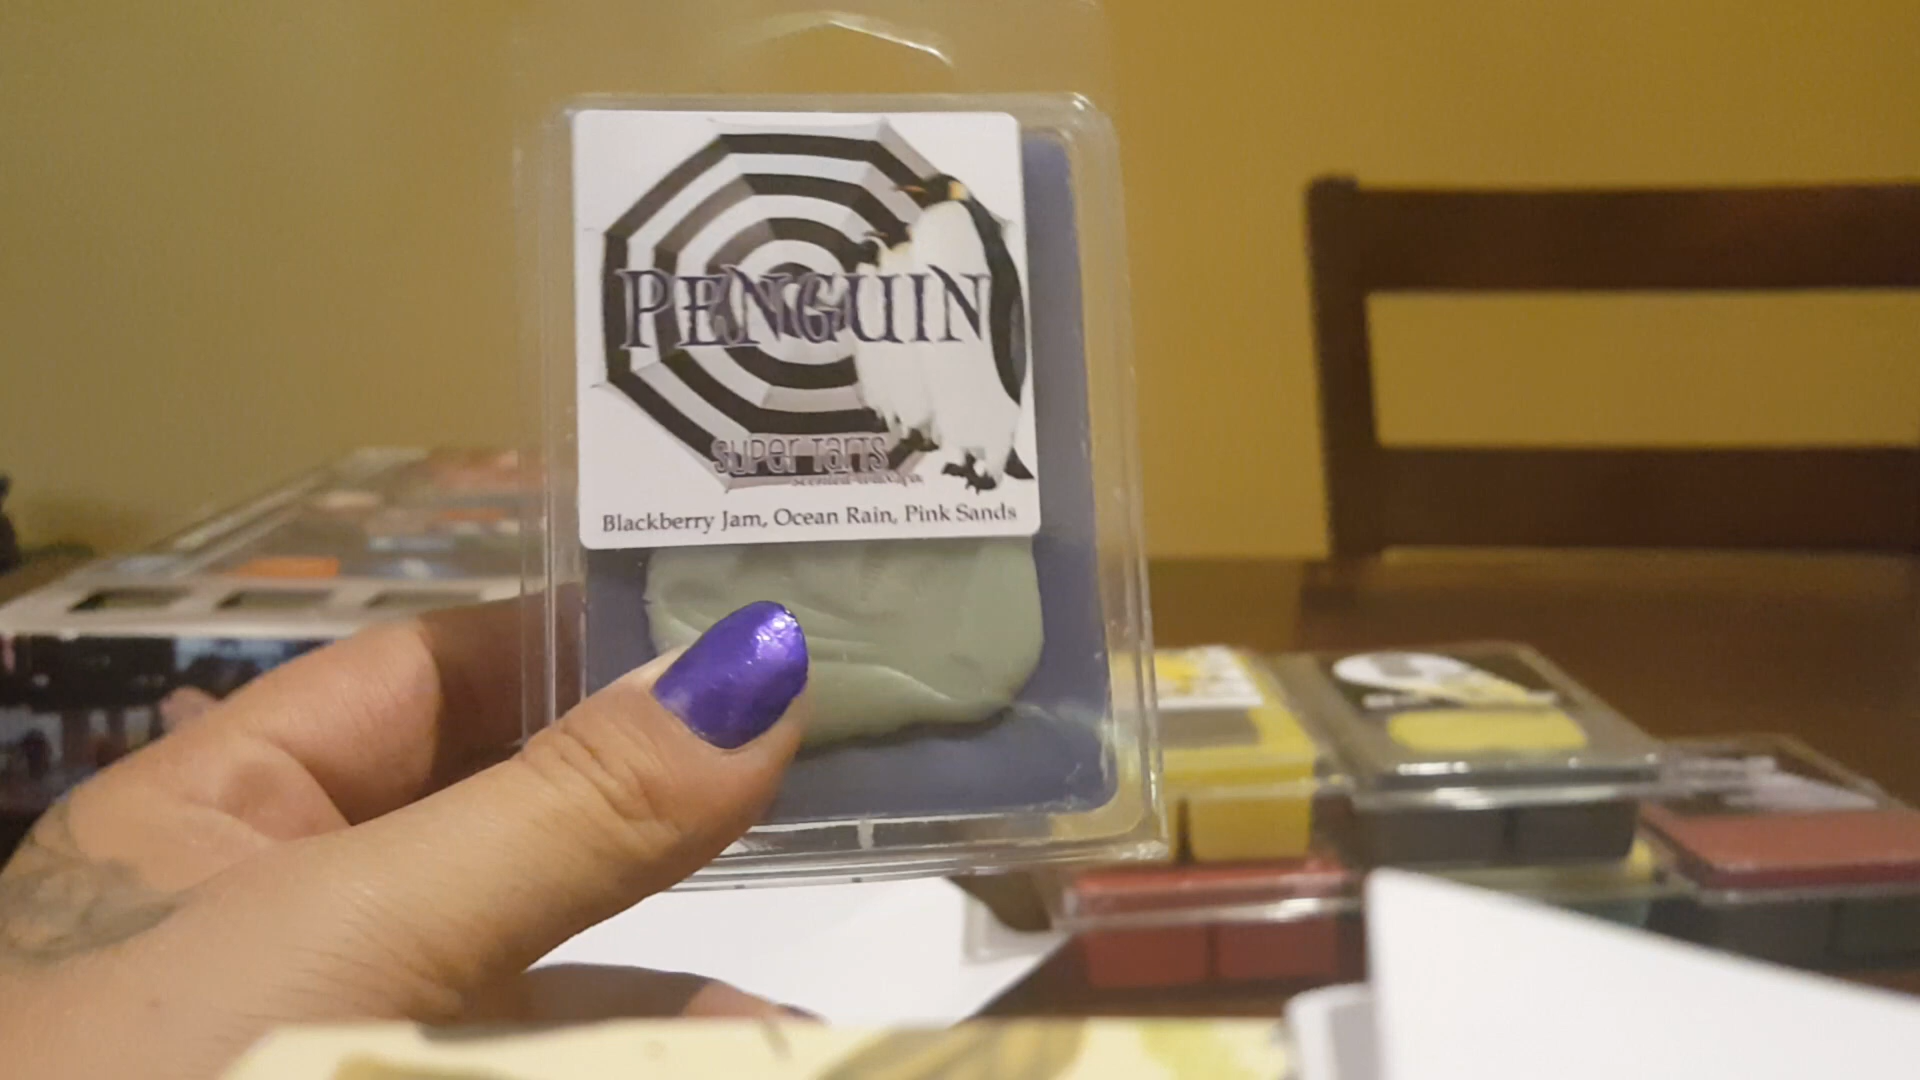 PENGUIN
super tarts
Blackberry Jam, Ocean Rain, Pink Sands